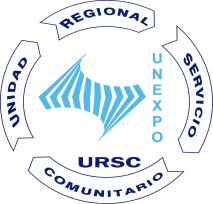 UNIDAD
REGIONAL
SERVICIO
COMUNITARIO
UNEXPO
URSC